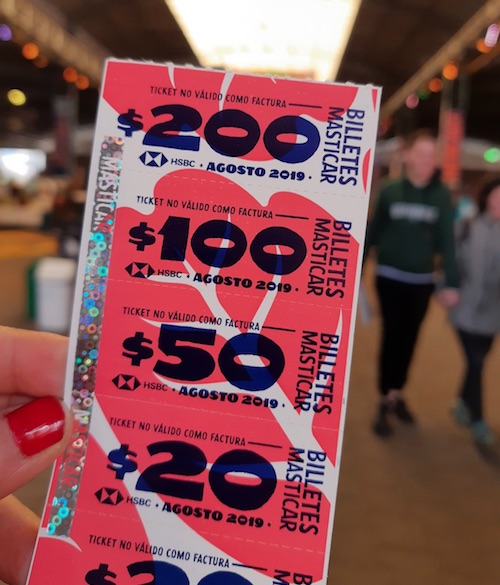 TICKET NO VÁLIDO COMO FACTURA
$200
HSBC • AGOSTO 2019 •
BILLETES
MASTICAR
TICKET NO VÁLIDO COMO FACTURA
$100
HSBC • AGOSTO 2019 •
BILLETES
MASTICAR
TICKET NO VÁLIDO COMO FACTURA
$50
HSBC • AGOSTO 2019 •
BILLETES
MASTICAR
TICKET NO VÁLIDO COMO FACTURA
$20
HSBC • AGOSTO 2019 •
BILLETES
MASTICAR
TICKET NO VÁLIDO COMO FACTURA
MASTICAR